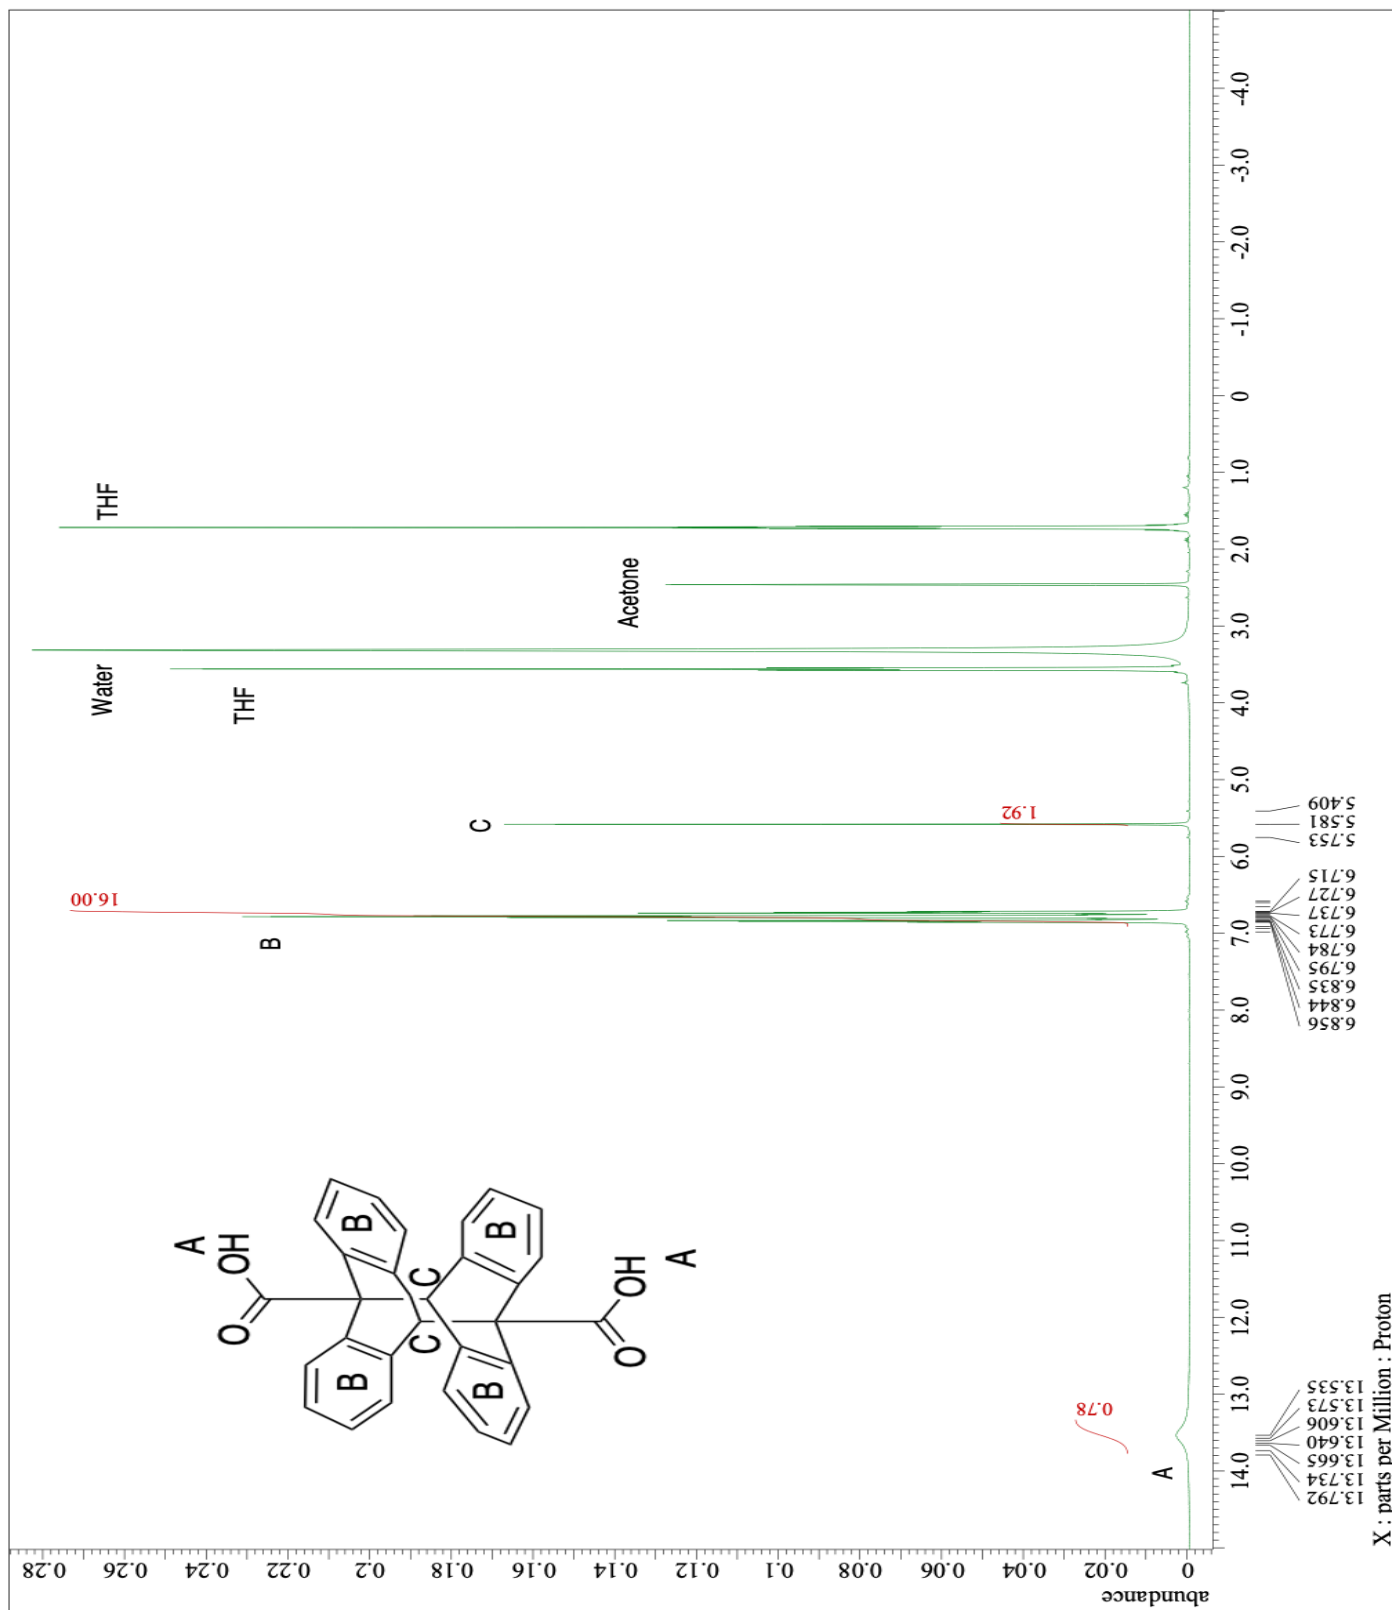 THF
Acetone
Water
THF
C
1.92
16.00
B
A
0.78
O
OH
A
B
B
C
C
B
B
O
OH
A
abundance
0
0.02
0.04
0.06
0.08
0.1
0.12
0.14
0.16
0.18
0.2
0.22
0.24
0.26
0.28
14.0
13.0
12.0
11.0
10.0
9.0
8.0
7.0
6.0
5.0
4.0
3.0
2.0
1.0
0
-1.0
-2.0
-3.0
-4.0
13.792
13.734
13.665
13.640
13.606
13.573
13.535
6.856
6.844
6.835
6.795
6.784
6.773
6.737
6.727
6.715
5.753
5.581
5.409
X : parts per Million : Proton